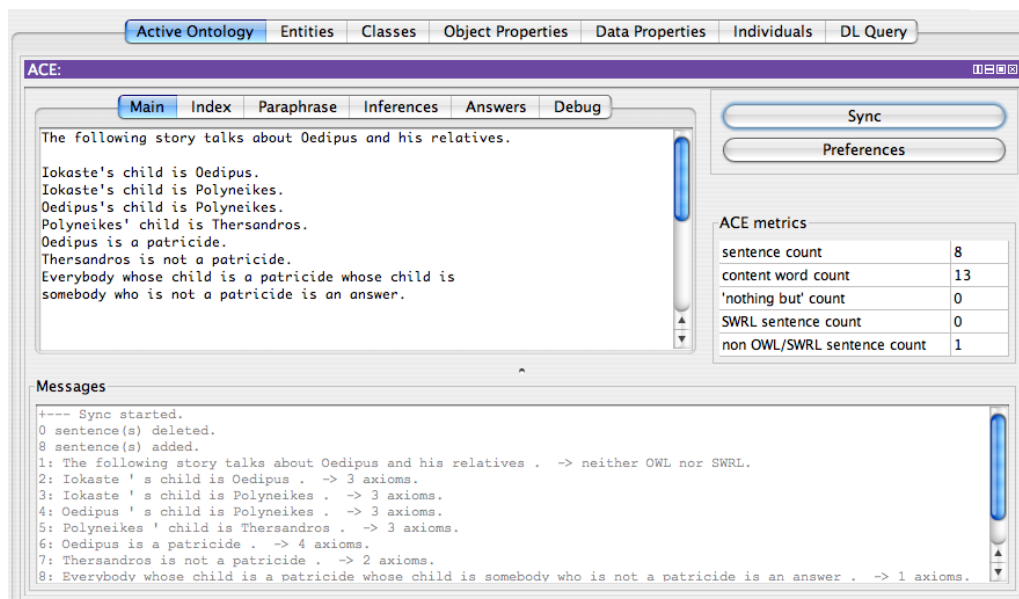 Active Ontology Entities Classes Object Properties Data Properties Individuals DL Query
ACE:
Main Index Paraphrase Inferences Answers Debug
The following story talks about Oedipus and his relatives.
Iokaste's child is Oedipus.
Iokaste's child is Polyneikes.
Oedipus's child is Polyneikes.
Polyneikes' child is Thersandros.
Oedipus is a patricide.
Thersandros is not a patricide.
Everybody whose child is a patricide whose child is
somebody who is not a patricide is an answer.
Sync
Preferences
ACE metrics
sentence count 8
content word count 13
'nothing but' count 0
SWRL sentence count 0
non OWL/SWRL sentence count 1
Messages
+--- Sync started.
0 sentence(s) deleted.
8 sentence(s) added.
1: The following story talks about Oedipus and his relatives . -> neither OWL nor SWRL.
2: Iokaste ' s child is Oedipus . -> 3 axioms.
3: Iokaste ' s child is Polyneikes . -> 3 axioms.
4: Oedipus ' s child is Polyneikes . -> 3 axioms.
5: Polyneikes ' child is Thersandros . -> 3 axioms.
6: Oedipus is a patricide . -> 4 axioms.
7: Thersandros is not a patricide . -> 2 axioms.
8: Everybody whose child is a patricide whose child is somebody who is not a patricide is an answer . -> 1 axioms.